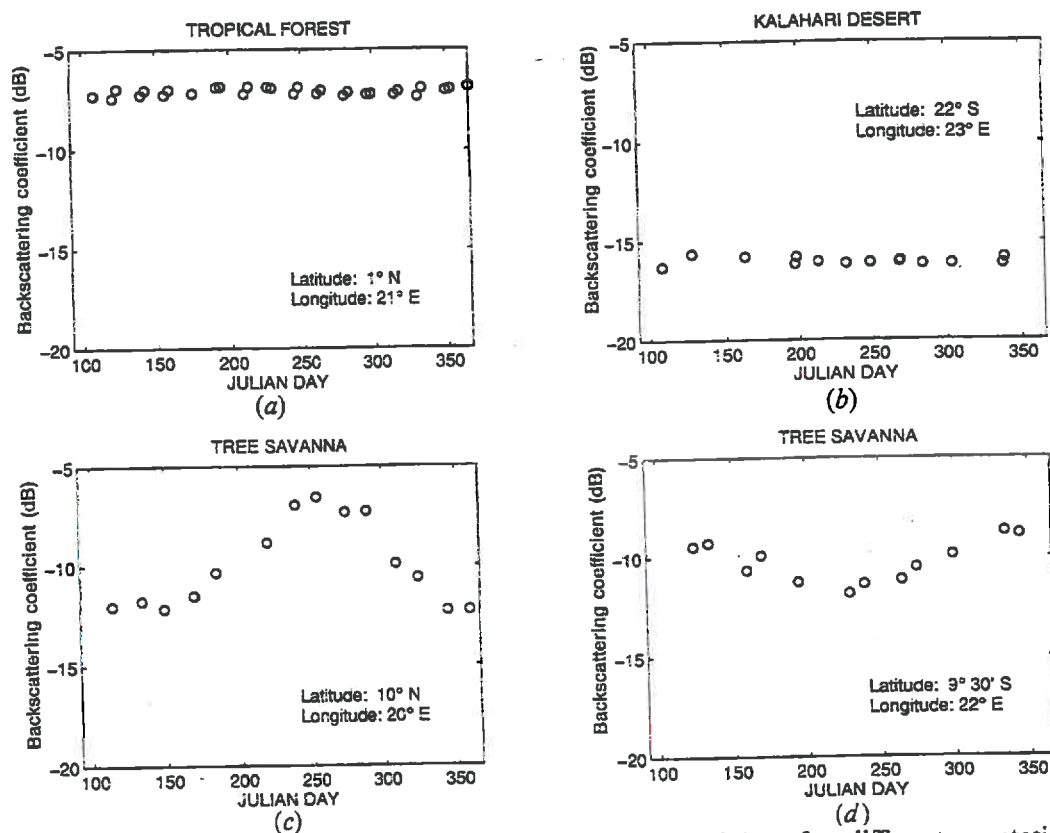 TROPICAL FOREST
Backscattering coefficient (dB)
−5
−10
−15
−20
Latitude: 1° N
Longitude: 21° E
100 150 200 250 300 350
JULIAN DAY
(a)
KALAHARI DESERT
Backscattering coefficient (dB)
−5
−10
−15
−20
Latitude: 22° S
Longitude: 23° E
100 150 200 250 300 350
JULIAN DAY
(b)
TREE SAVANNA
Backscattering coefficient (dB)
−5
−10
−15
−20
Latitude: 10° N
Longitude: 20° E
100 150 200 250 300 350
JULIAN DAY
(c)
TREE SAVANNA
Backscattering coefficient (dB)
−5
−10
−15
−20
Latitude: 9° 30' S
Longitude: 22° E
100 150 200 250 300 350
JULIAN DAY
(d)